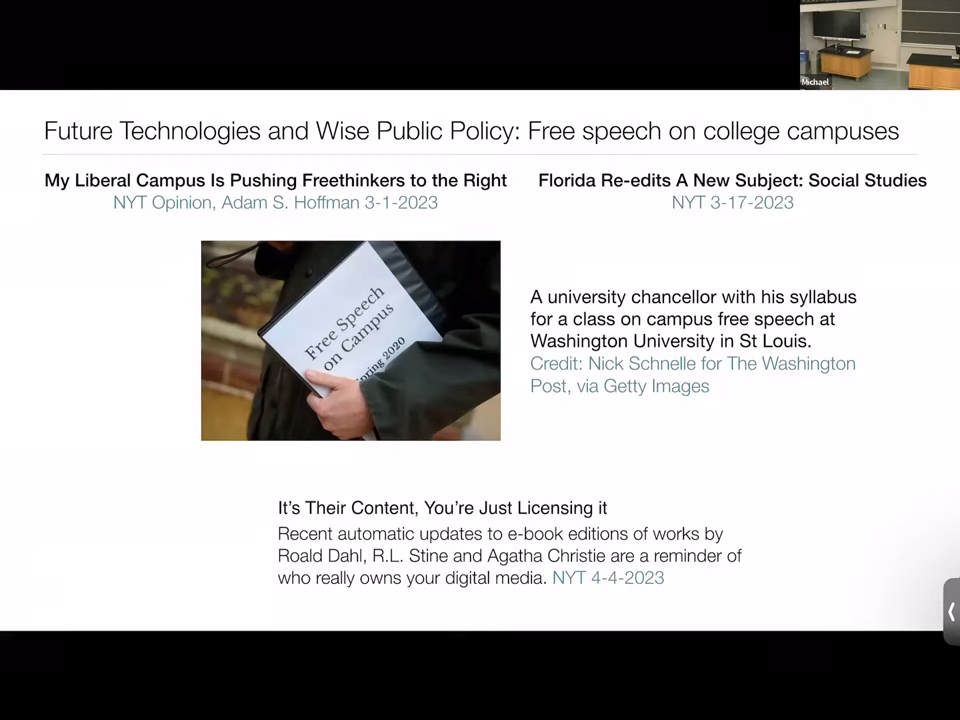 Michael
Future Technologies and Wise Public Policy: Free speech on college campuses
My Liberal Campus Is Pushing Freethinkers to the Right
NYT Opinion, Adam S. Hoffman 3-1-2023
Florida Re-edits A New Subject: Social Studies
NYT 3-17-2023
Free Speech
on Campus
Spring 2020
A university chancellor with his syllabus
for a class on campus free speech at
Washington University in St Louis.
Credit: Nick Schnelle for The Washington
Post, via Getty Images
It’s Their Content, You’re Just Licensing it
Recent automatic updates to e-book editions of works by
Roald Dahl, R.L. Stine and Agatha Christie are a reminder of
who really owns your digital media. NYT 4-4-2023